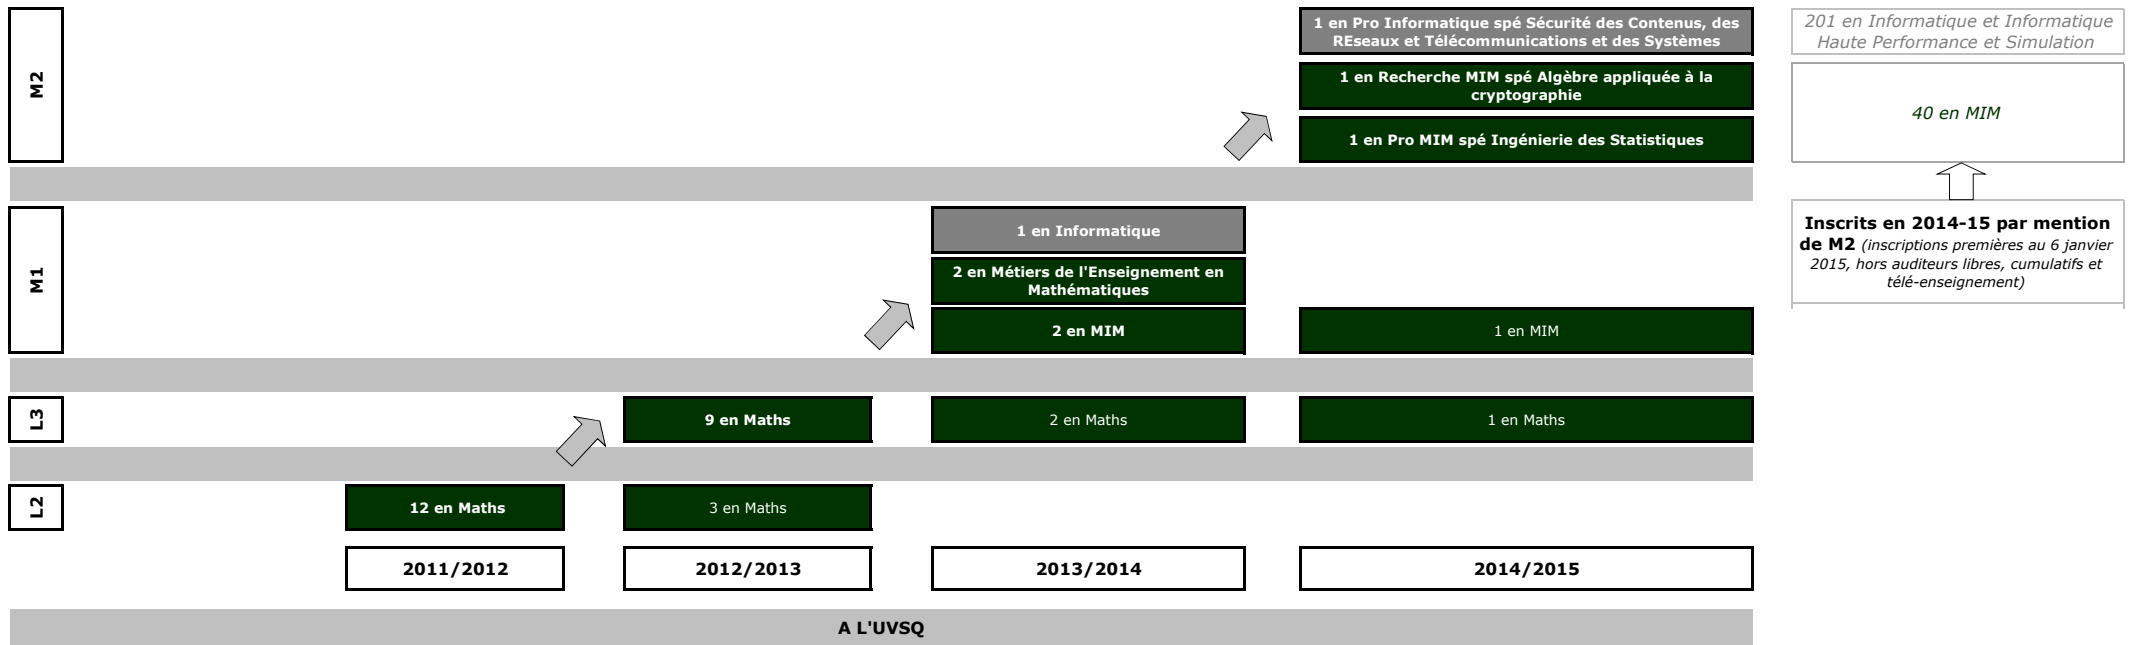 M2
1 en Pro Informatique spé Sécurité des Contenus, des
REseaux et Télécommunications et des Systèmes
1 en Recherche MIM spé Algèbre appliquée à la
cryptographie
1 en Pro MIM spé Ingénierie des Statistiques
201 en Informatique et Informatique
Haute Performance et Simulation
40 en MIM
Inscrits en 2014-15 par mention
de M2 (inscriptions premières au 6 janvier
2015, hors auditeurs libres, cumulatifs et
télé-enseignement)
M1
1 en Informatique
2 en Métiers de l'Enseignement en
Mathématiques
2 en MIM
1 en MIM
L3
9 en Maths
2 en Maths
1 en Maths
L2
12 en Maths
3 en Maths
2011/2012
2012/2013
2013/2014
2014/2015
A L'UVSQ